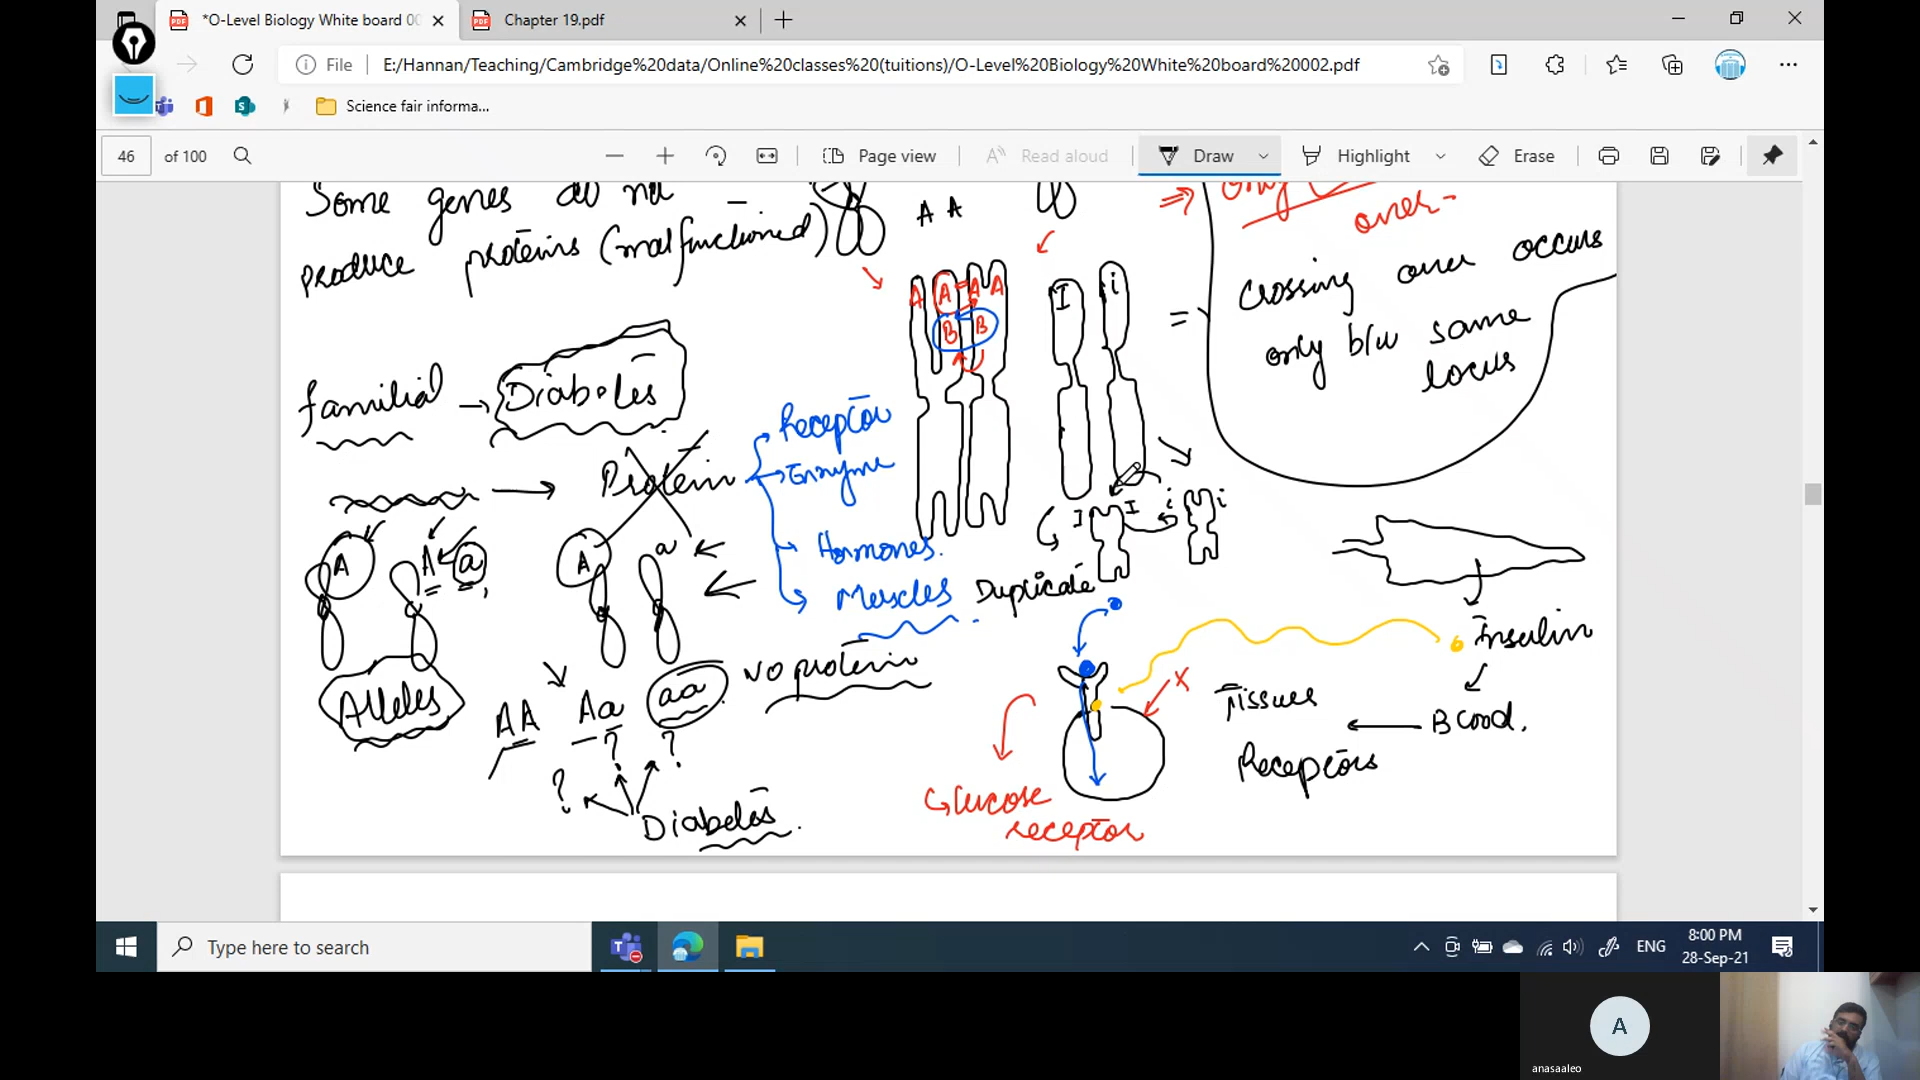 *O-Level Biology White board 00
Chapter 19.pdf
File
E:/Hannan/Teaching/Cambridge%20data/Online%20classes%20(tuitions)/O-Level%20Biology%20White%20board%20002.pdf
Science fair informa...
46 of 100
Page view
Read aloud
Draw
Highlight
Erase
Some genes do
produce proteins (malfunctioned)
A A
only
over-
crossing over occurs
only b/w same
locus
=
A A A A
B B
I i
familial → Diabetes
Protein
Receptor
Enzyme
Hormones.
Muscles
I I i i
Duplicate
A A a
A a
Alleles
AA Aa aa No protein
? ? ?
Diabetes.
Glucose
receptor
x
Tissues
Receptors
Insulin
Blood.
Type here to search
ENG
8:00 PM
28-Sep-21
A
anasaaleo